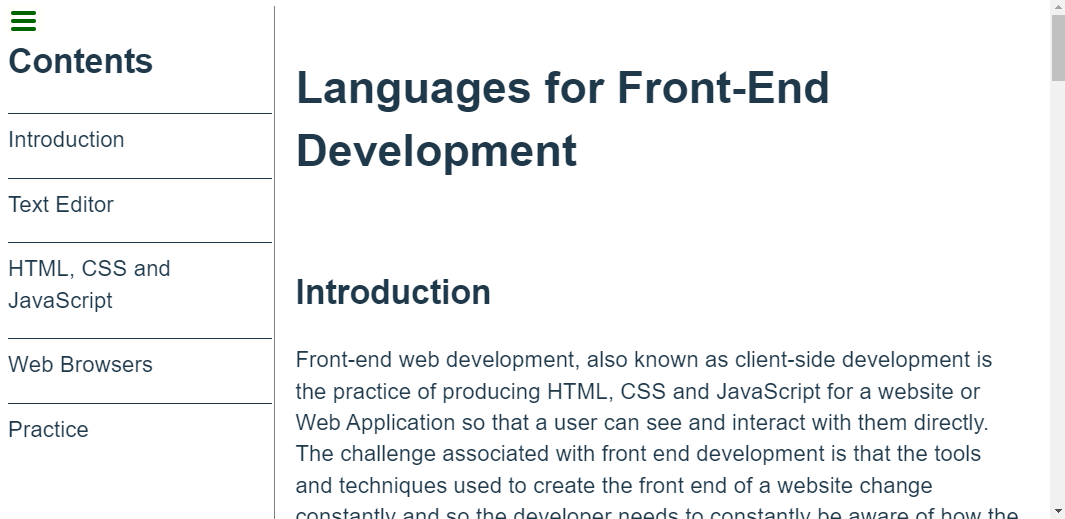 Contents
Introduction
Text Editor
HTML, CSS and
JavaScript
Web Browsers
Practice
Languages for Front-End
Development
Introduction
Front-end web development, also known as client-side development is
the practice of producing HTML, CSS and JavaScript for a website or
Web Application so that a user can see and interact with them directly.
The challenge associated with front end development is that the tools
and techniques used to create the front end of a website change
constantly and so the developer needs to constantly be aware of how the